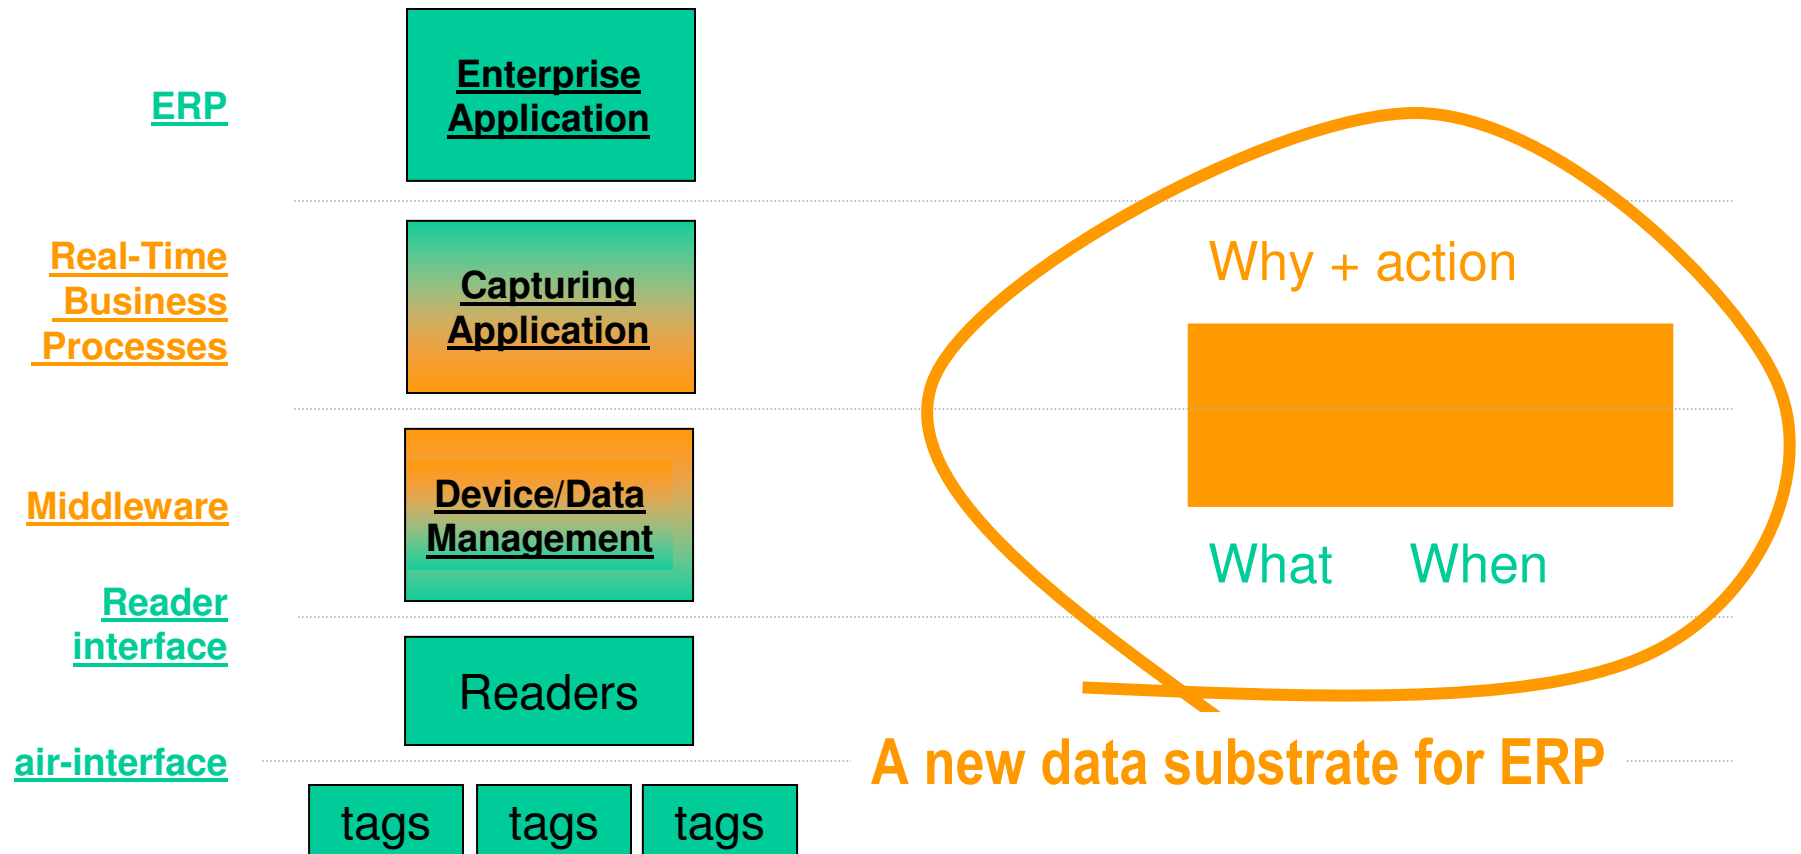 ERP
Enterprise
Application
Real-Time
Business
Processes
Capturing
Application
Why + action
Middleware
Device/Data
Management
What When
Reader
interface
Readers
air-interface
A new data substrate for ERP
tags tags tags